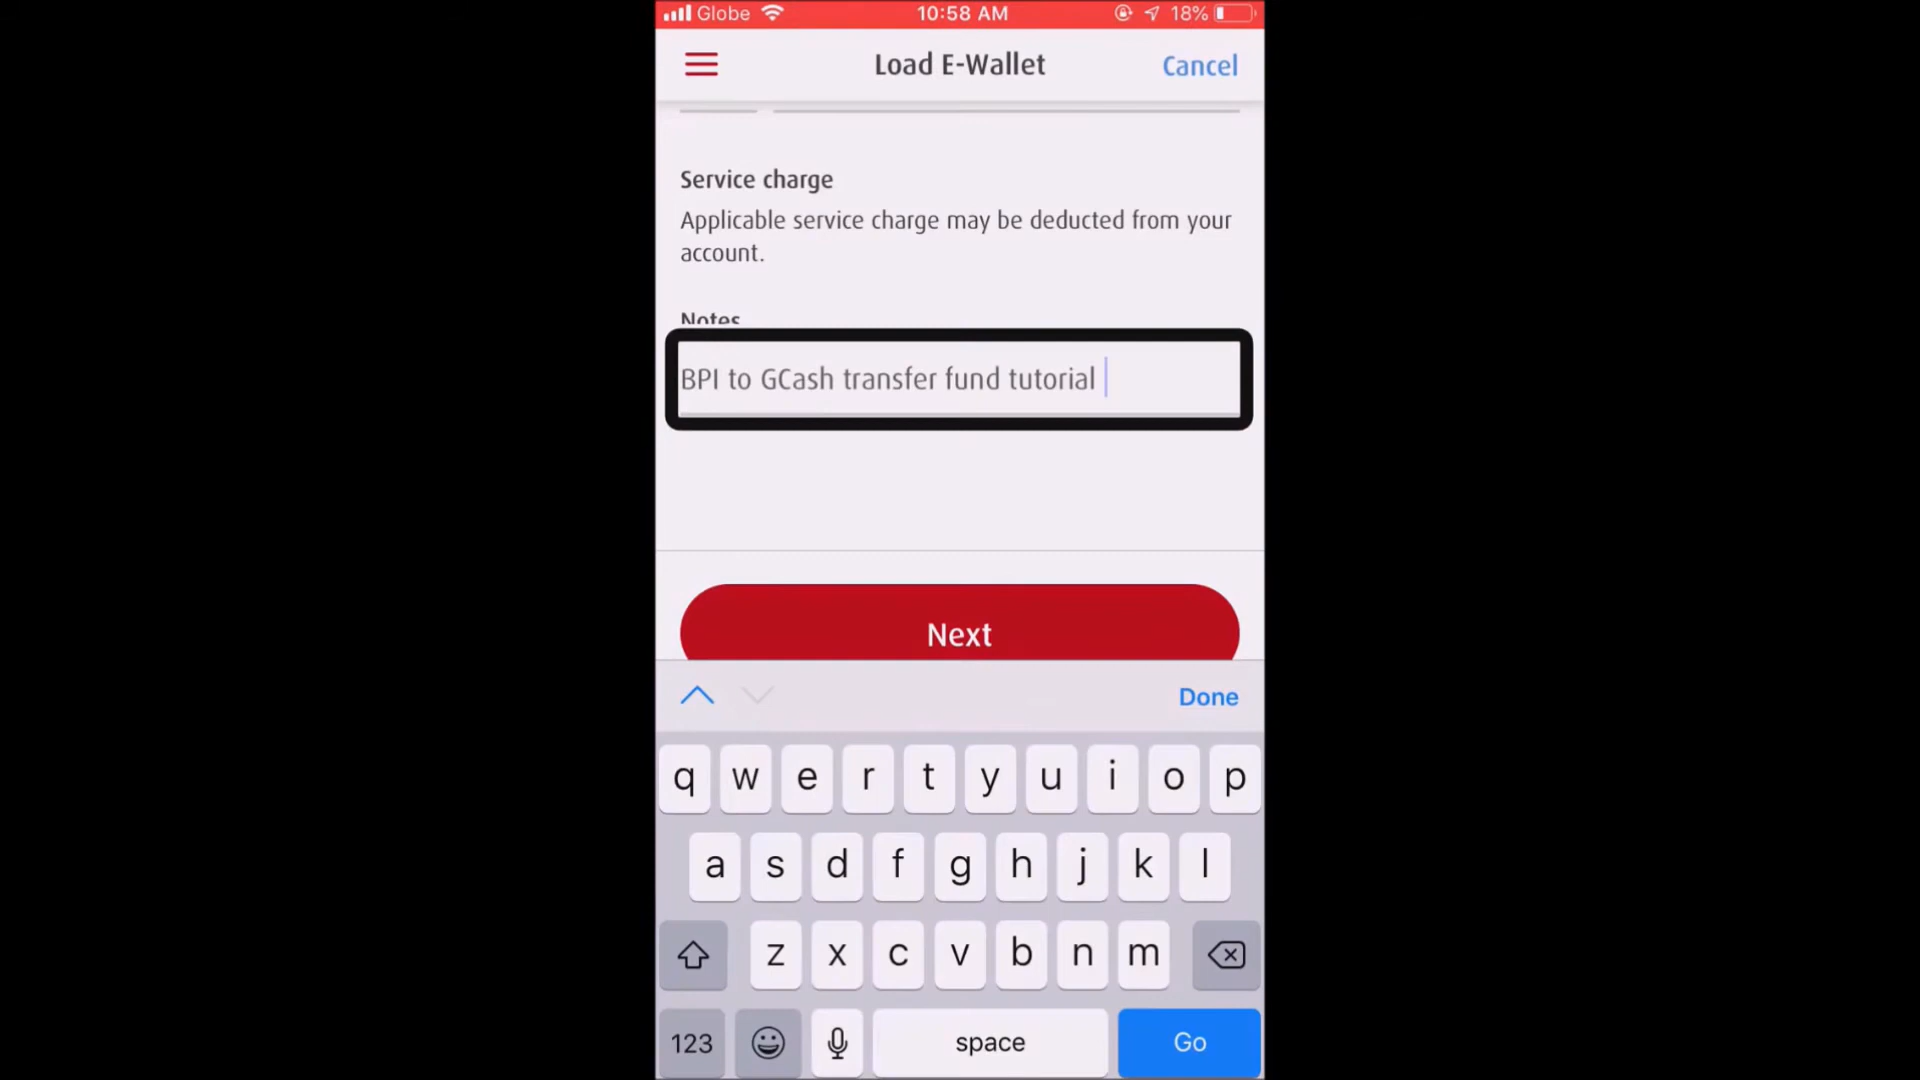 Globe 10:58 AM 18%
Load E-Wallet Cancel
Service charge
Applicable service charge may be deducted from your
account.
Notes
BPI to GCash transfer fund tutorial
Next
Done
q w e r t y u i o p
a s d f g h j k l
z x c v b n m
123 space Go